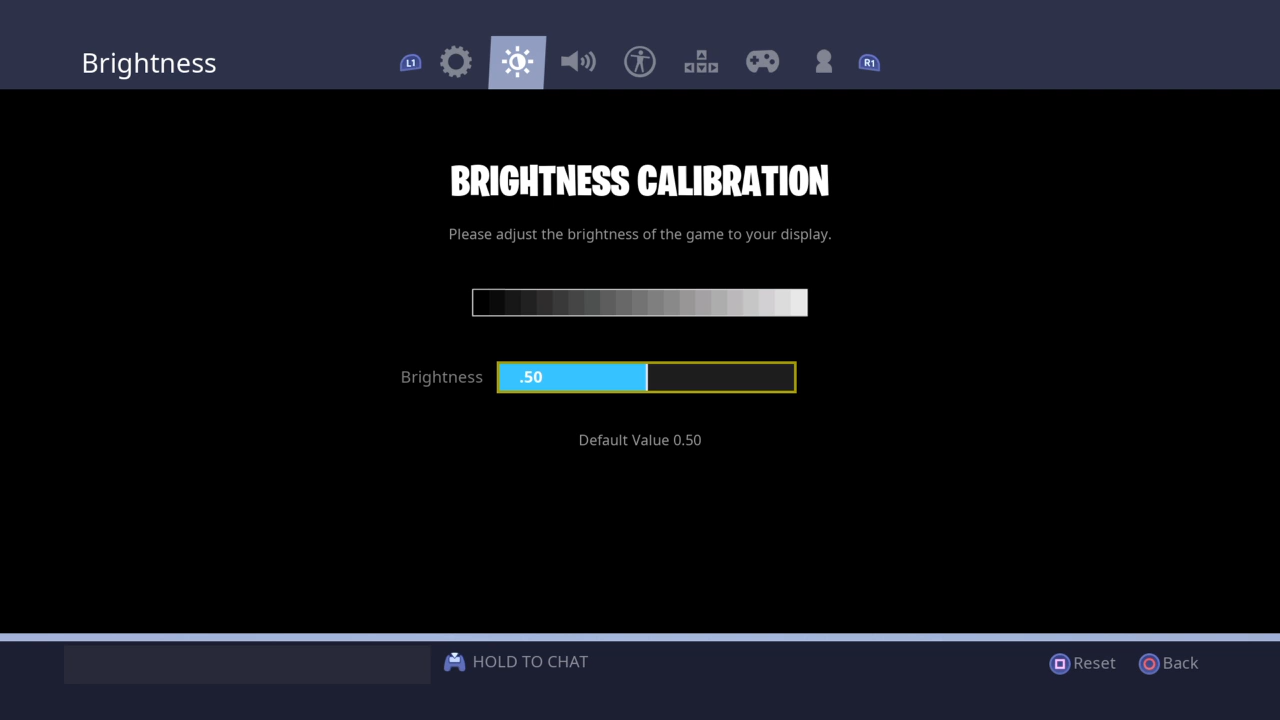 Brightness
L1
R1
BRIGHTNESS CALIBRATION
Please adjust the brightness of the game to your display.
Brightness .50
Default Value 0.50
HOLD TO CHAT
Reset
Back